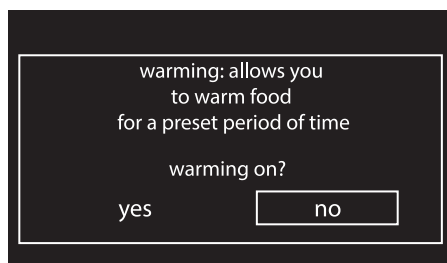 warming: allows you
to warm food
for a preset period of time
warming on?
yes no